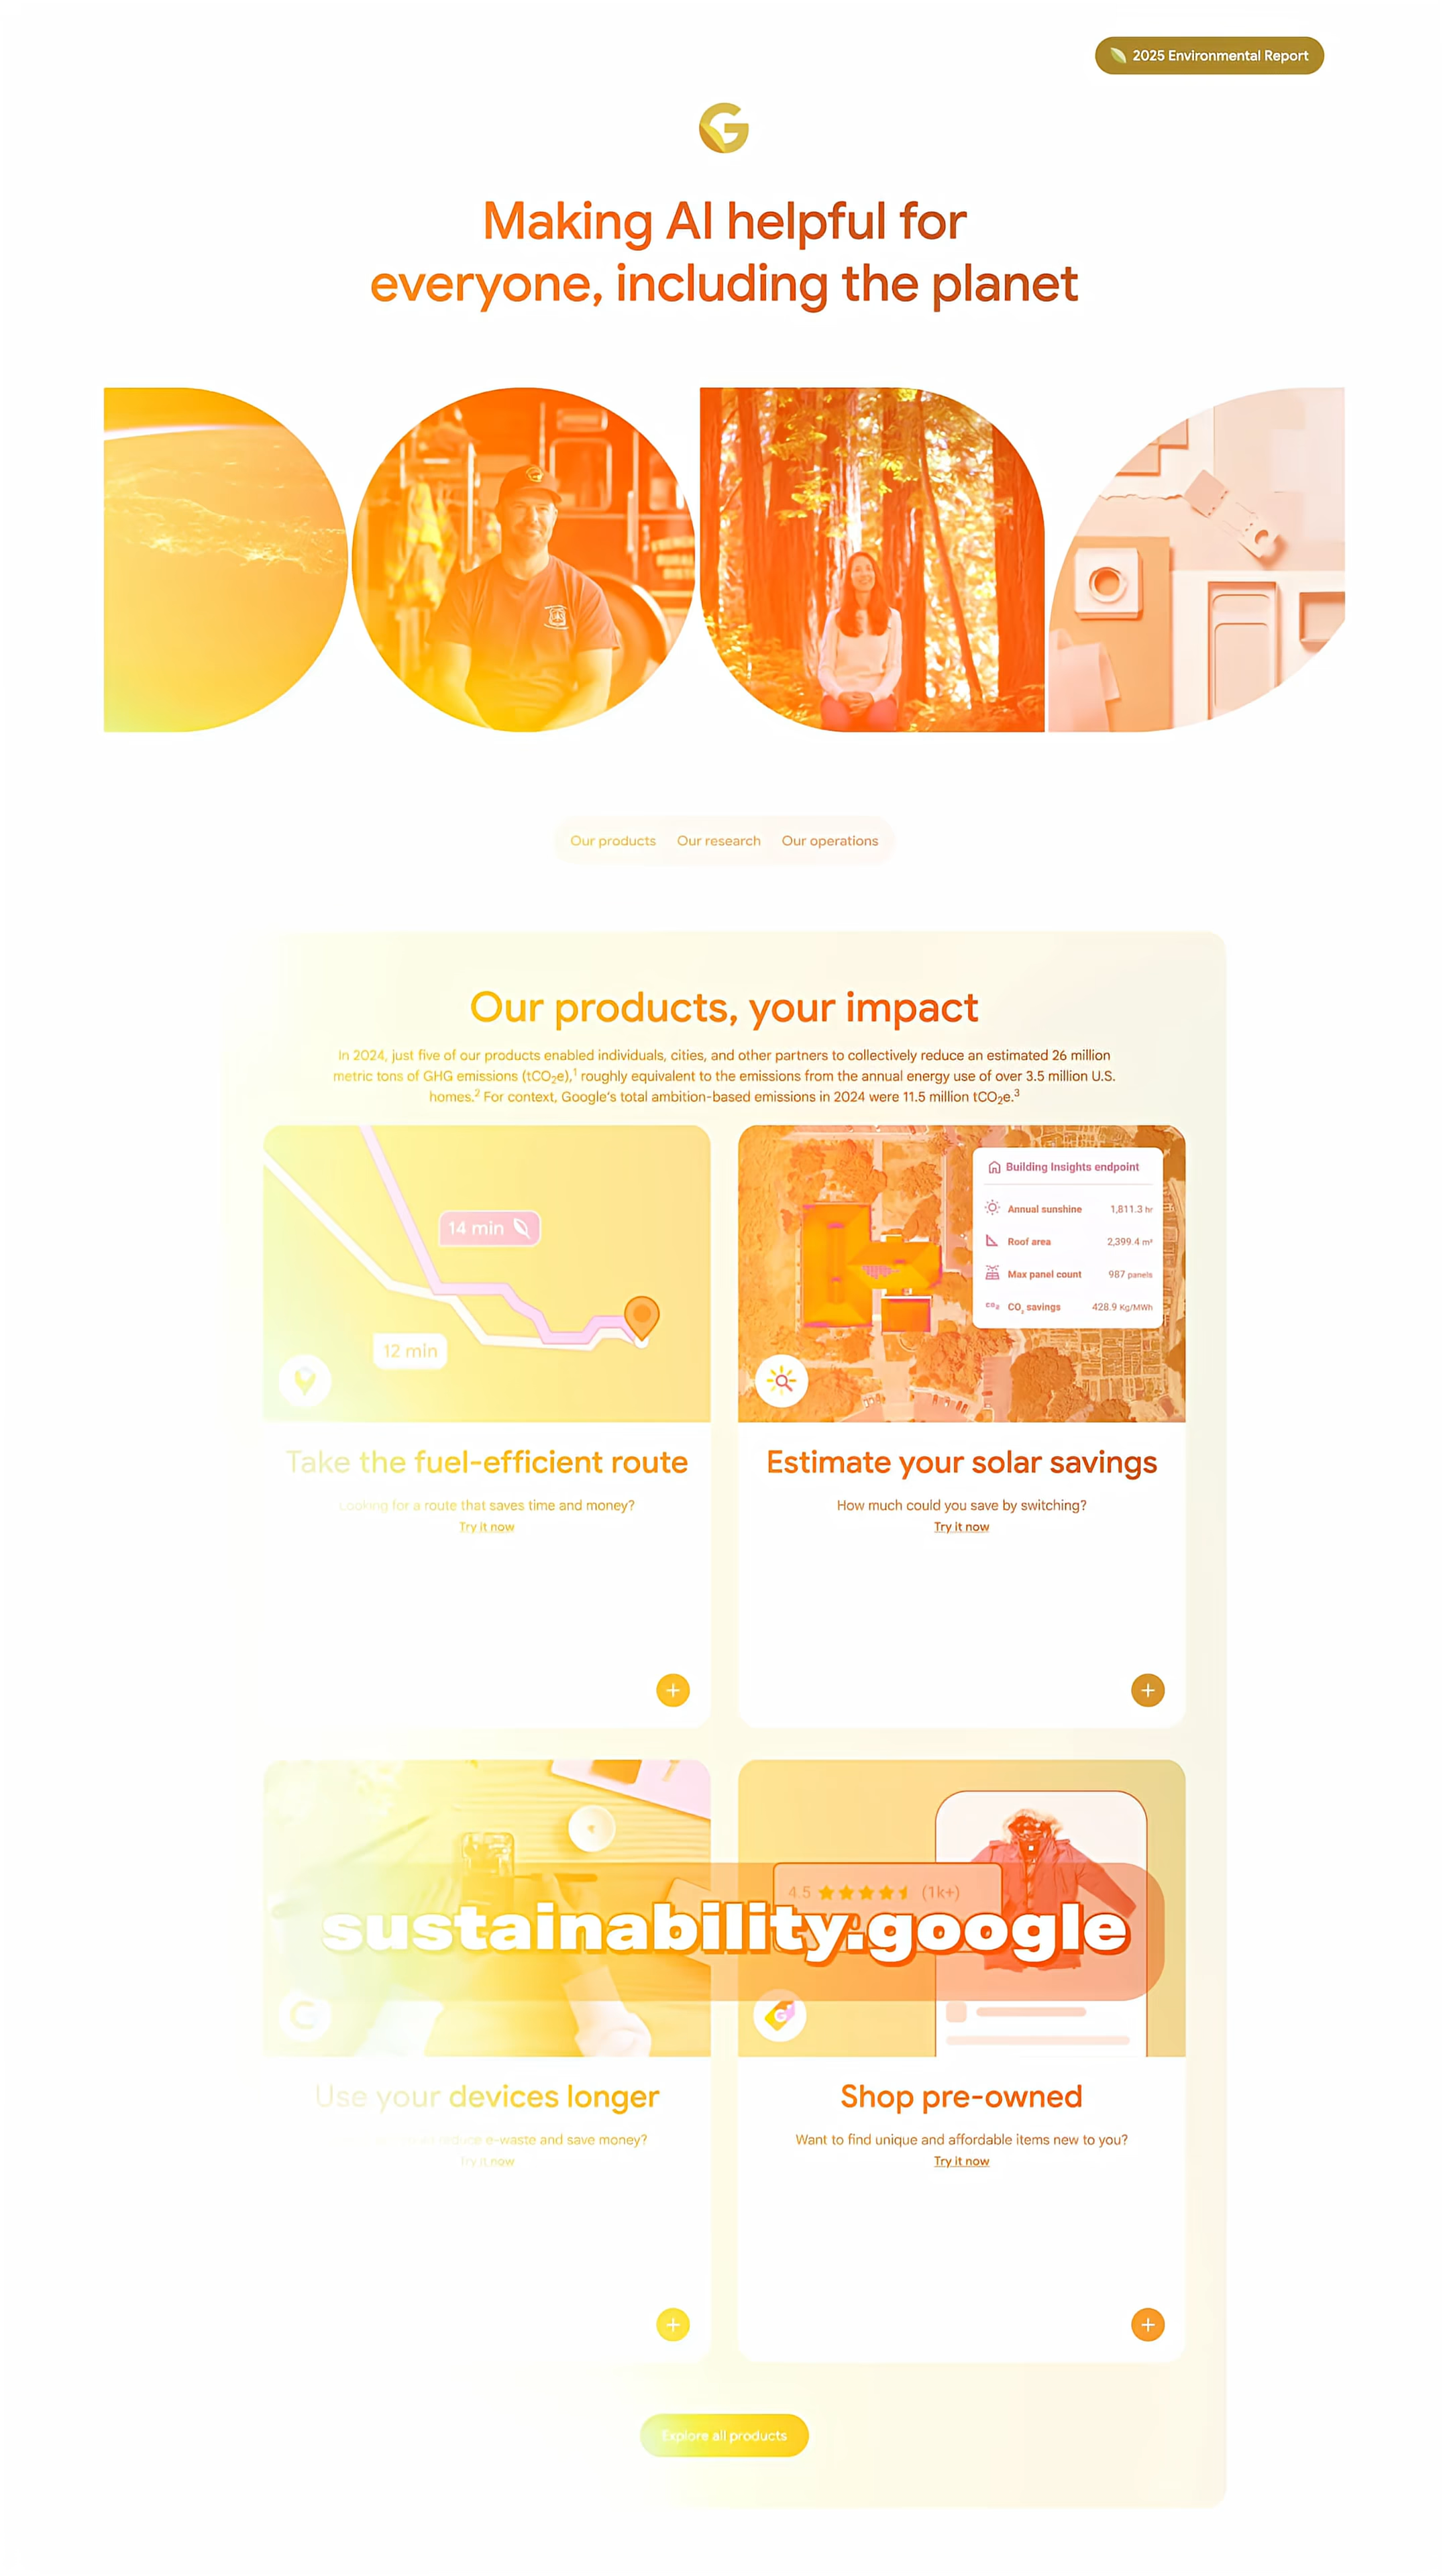 2025 Environmental Report
Making AI helpful for
everyone, including the planet
Our products Our research Our operations
Our products, your impact
In 2024, just five of our products enabled individuals, cities, and other partners to collectively reduce an estimated 26 million
metric tons of GHG emissions (tCO₂e),¹ roughly equivalent to the emissions from the annual energy use of over 3.5 million U.S.
homes.² For context, Google's total ambition-based emissions in 2024 were 11.5 million tCO₂e.³
14 min
12 min
Take the fuel-efficient route
Looking for a route that saves time and money?
Try it now
Building Insights endpoint
Annual sunshine 1,811.3 hr
Roof area 2,399.4 m²
Max panel count 987 panels
CO₂ savings 428.9 Kg/MWh
Estimate your solar savings
How much could you save by switching?
Try it now
4.5 (1k+)
sustainability.google
Use your devices longer
reduce e-waste and save money?
Try it now
Shop pre-owned
Want to find unique and affordable items new to you?
Try it now
Explore all products